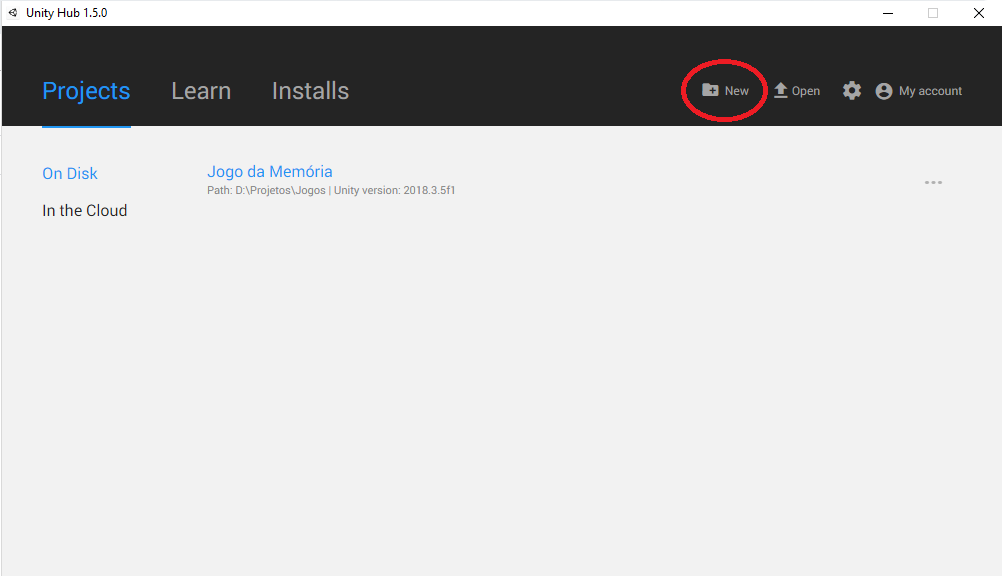 Unity Hub 1.5.0
Projects Learn Installs New Open My account
On Disk
In the Cloud
Jogo da Memória
Path: D:\Projetos\Jogos | Unity version: 2018.3.5f1